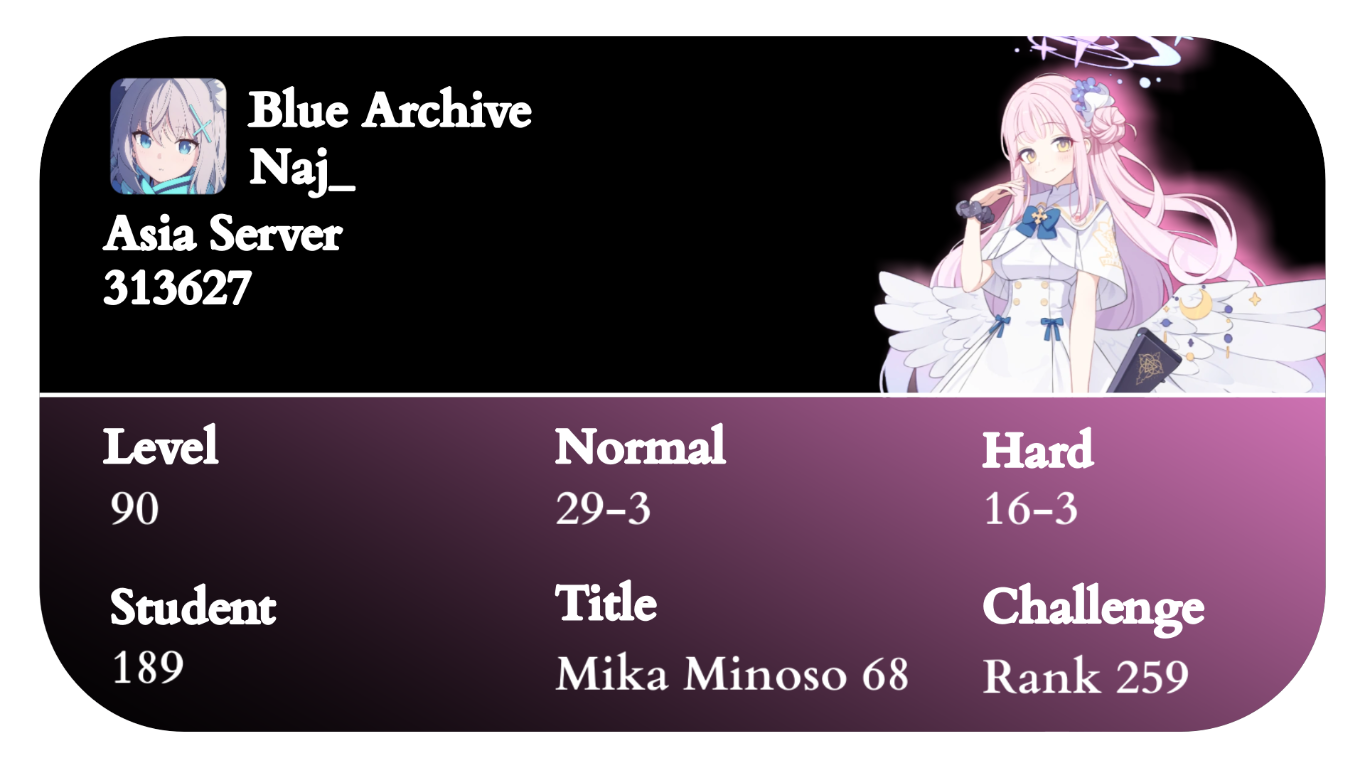 Blue Archive
Naj_
Asia Server
313627
Level
90
Normal
29-3
Hard
16-3
Student
189
Title
Mika Minoso 68
Challenge
Rank 259